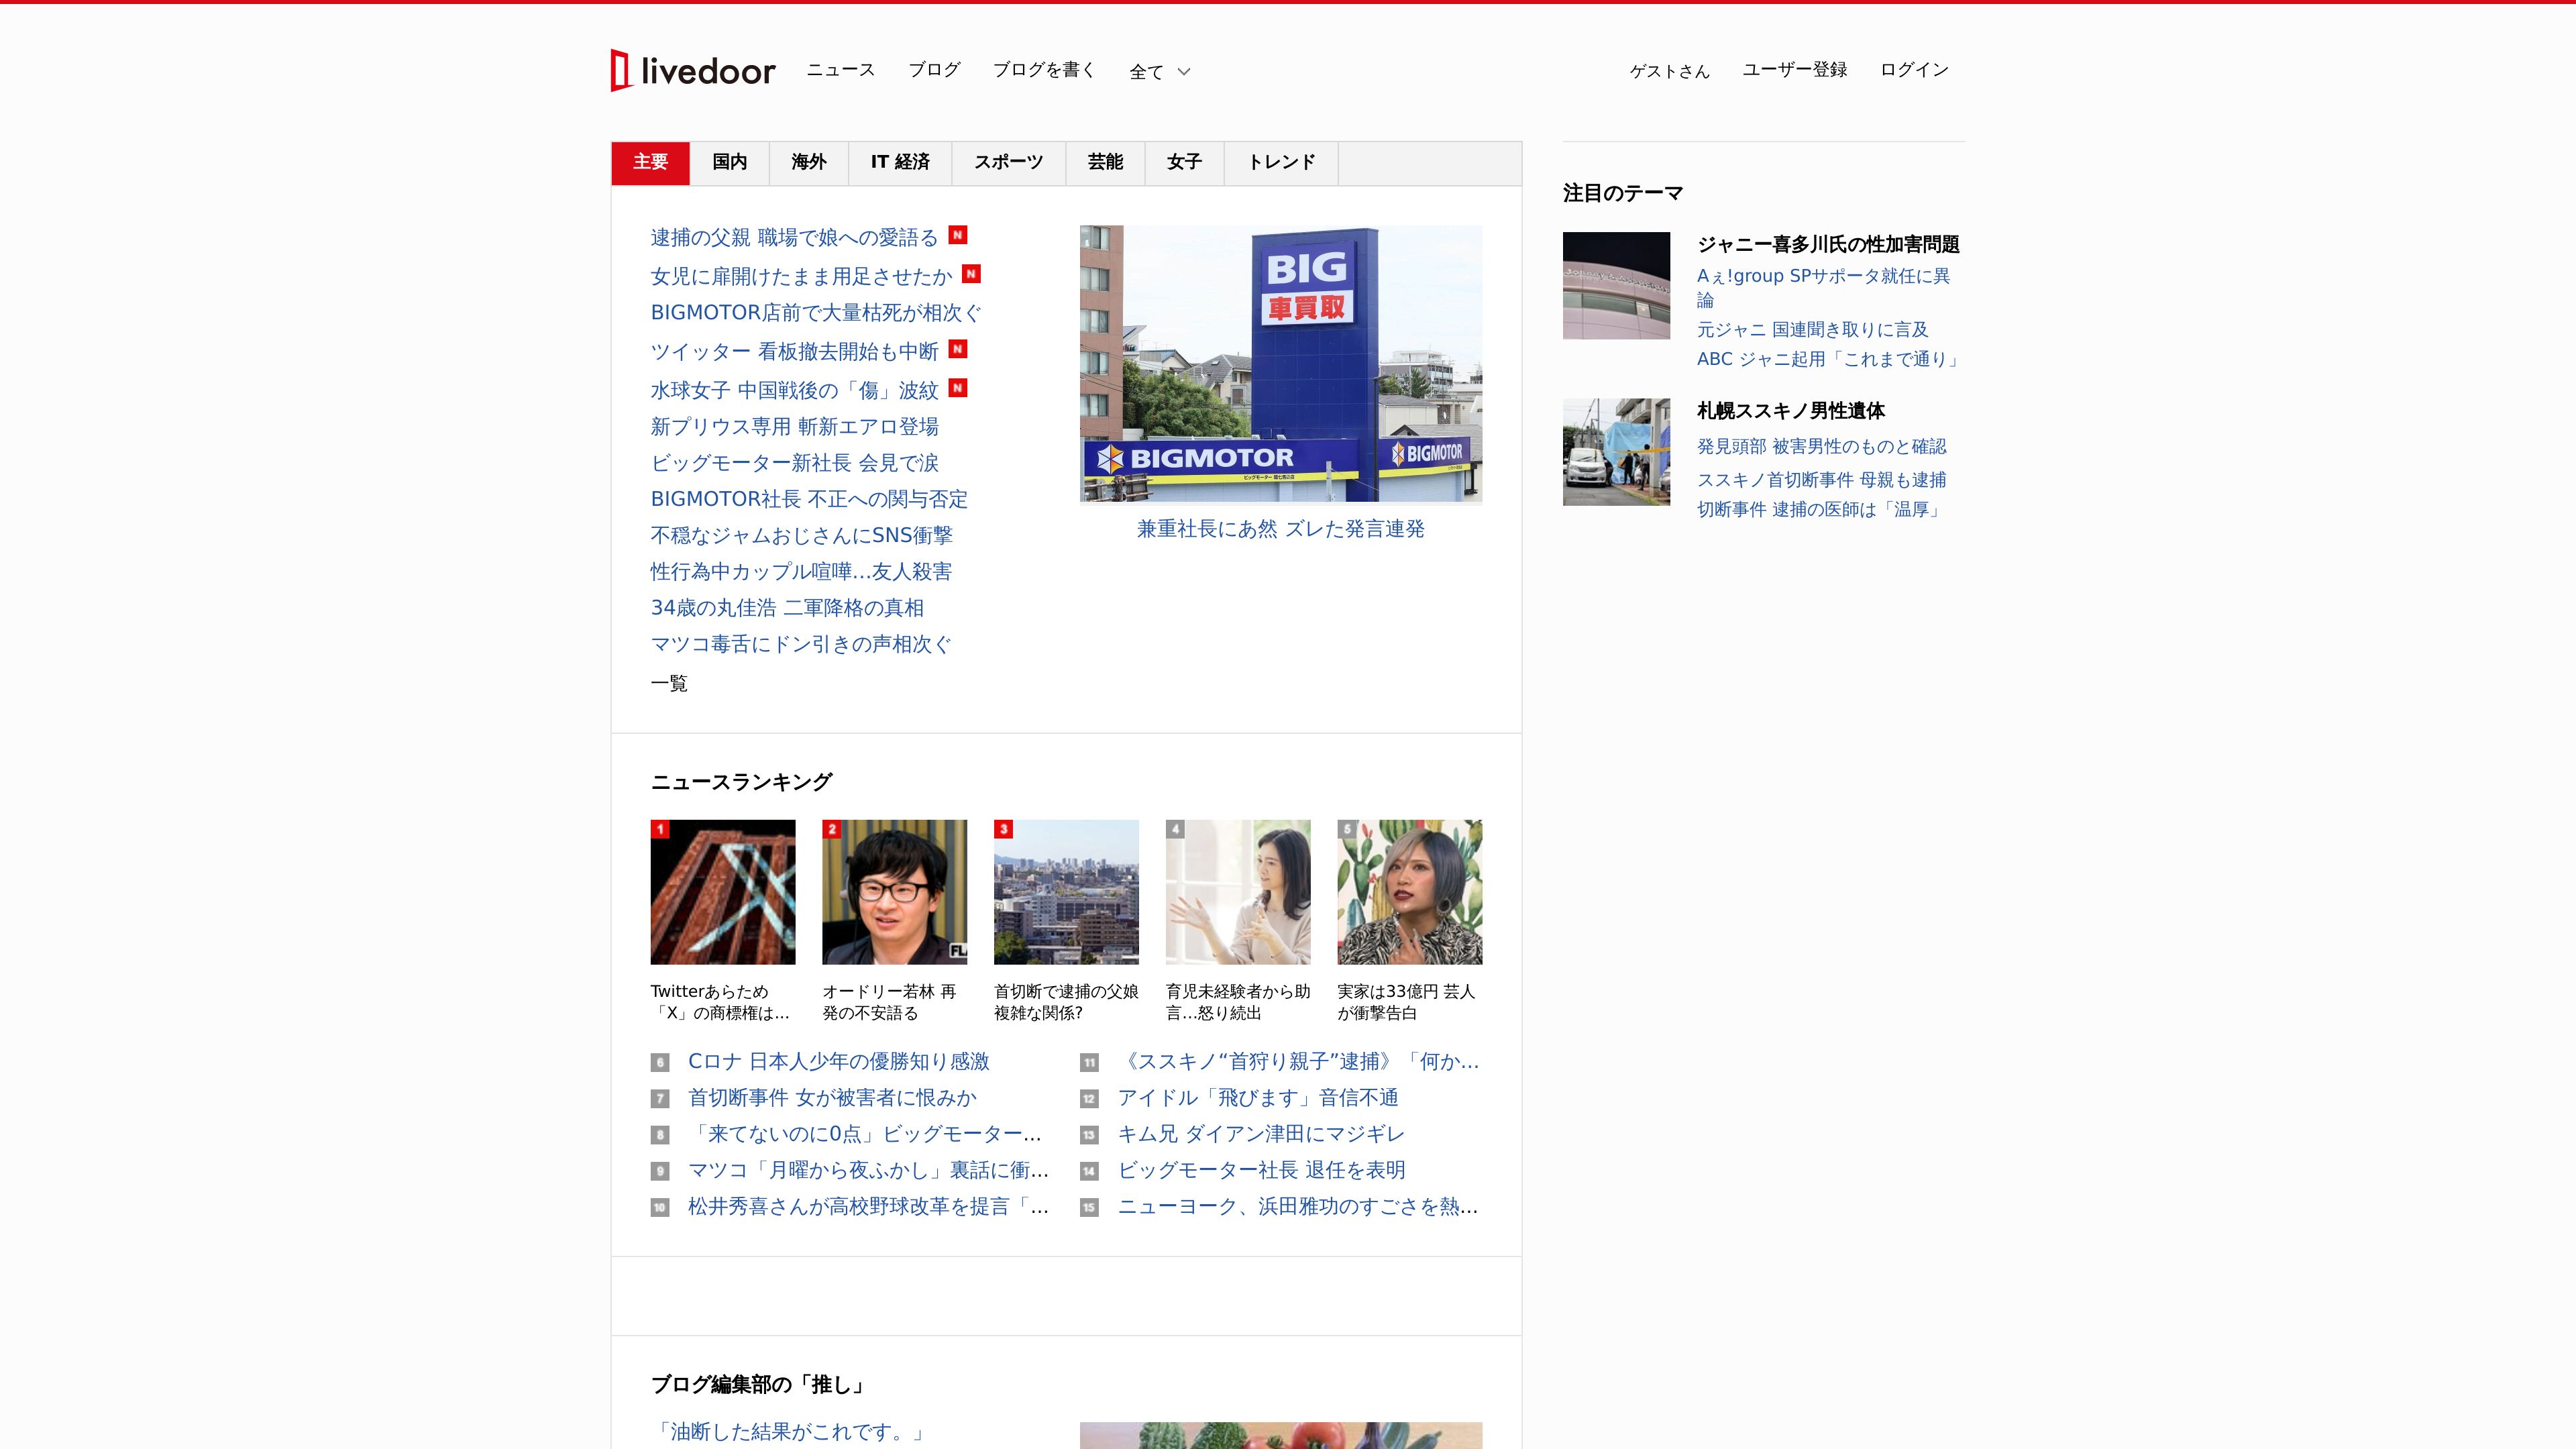 livedoor
ニュース
ブログ
ブログを書く
全て
ゲストさん
ユーザー登録
ログイン
主要
国内
海外
IT 経済
スポーツ
芸能
女子
トレンド
逮捕の父親 職場で娘への愛語る N
女児に扉開けたまま用足させたか N
BIGMOTOR店前で大量枯死が相次ぐ
ツイッター 看板撤去開始も中断 N
水球女子 中国戦後の「傷」波紋 N
新プリウス専用 斬新エアロ登場
ビッグモーター新社長 会見で涙
BIGMOTOR社長 不正への関与否定
不穏なジャムおじさんにSNS衝撃
性行為中カップル喧嘩…友人殺害
34歳の丸佳浩 二軍降格の真相
マツコ毒舌にドン引きの声相次ぐ
一覧
BIG
車買取
BIGMOTOR
BIGMOTOR
兼重社長にあ然 ズレた発言連発
注目のテーマ
ジャニー喜多川氏の性加害問題
Aぇ!group SPサポータ就任に異
論
元ジャニ 国連聞き取りに言及
ABC ジャニ起用「これまで通り」
札幌ススキノ男性遺体
発見頭部 被害男性のものと確認
ススキノ首切断事件 母親も逮捕
切断事件 逮捕の医師は「温厚」
ニュースランキング
1
Twitterあらため
「X」の商標権は…
2
FL
オードリー若林 再
発の不安語る
3
首切断で逮捕の父娘
複雑な関係?
4
育児未経験者から助
言…怒り続出
5
実家は33億円 芸人
が衝撃告白
6 Cロナ 日本人少年の優勝知り感激
7 首切断事件 女が被害者に恨みか
8 「来てないのに0点」ビッグモーター…
9 マツコ「月曜から夜ふかし」裏話に衝…
10 松井秀喜さんが高校野球改革を提言「…
11 《ススキノ“首狩り親子”逮捕》「何か…
12 アイドル「飛びます」音信不通
13 キム兄 ダイアン津田にマジギレ
14 ビッグモーター社長 退任を表明
15 ニューヨーク、浜田雅功のすごさを熱…
ブログ編集部の「推し」
「油断した結果がこれです。」